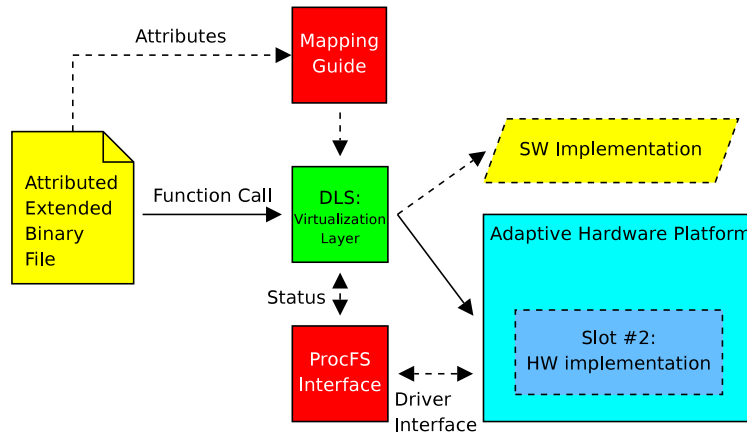 Attributes
Mapping
Guide
SW Implementation
Attributed
Extended
Binary
File
Function Call
DLS:
Virtualization
Layer
Adaptive Hardware Platform
Status
ProcFS
Interface
Driver
Interface
Slot #2:
HW implementation